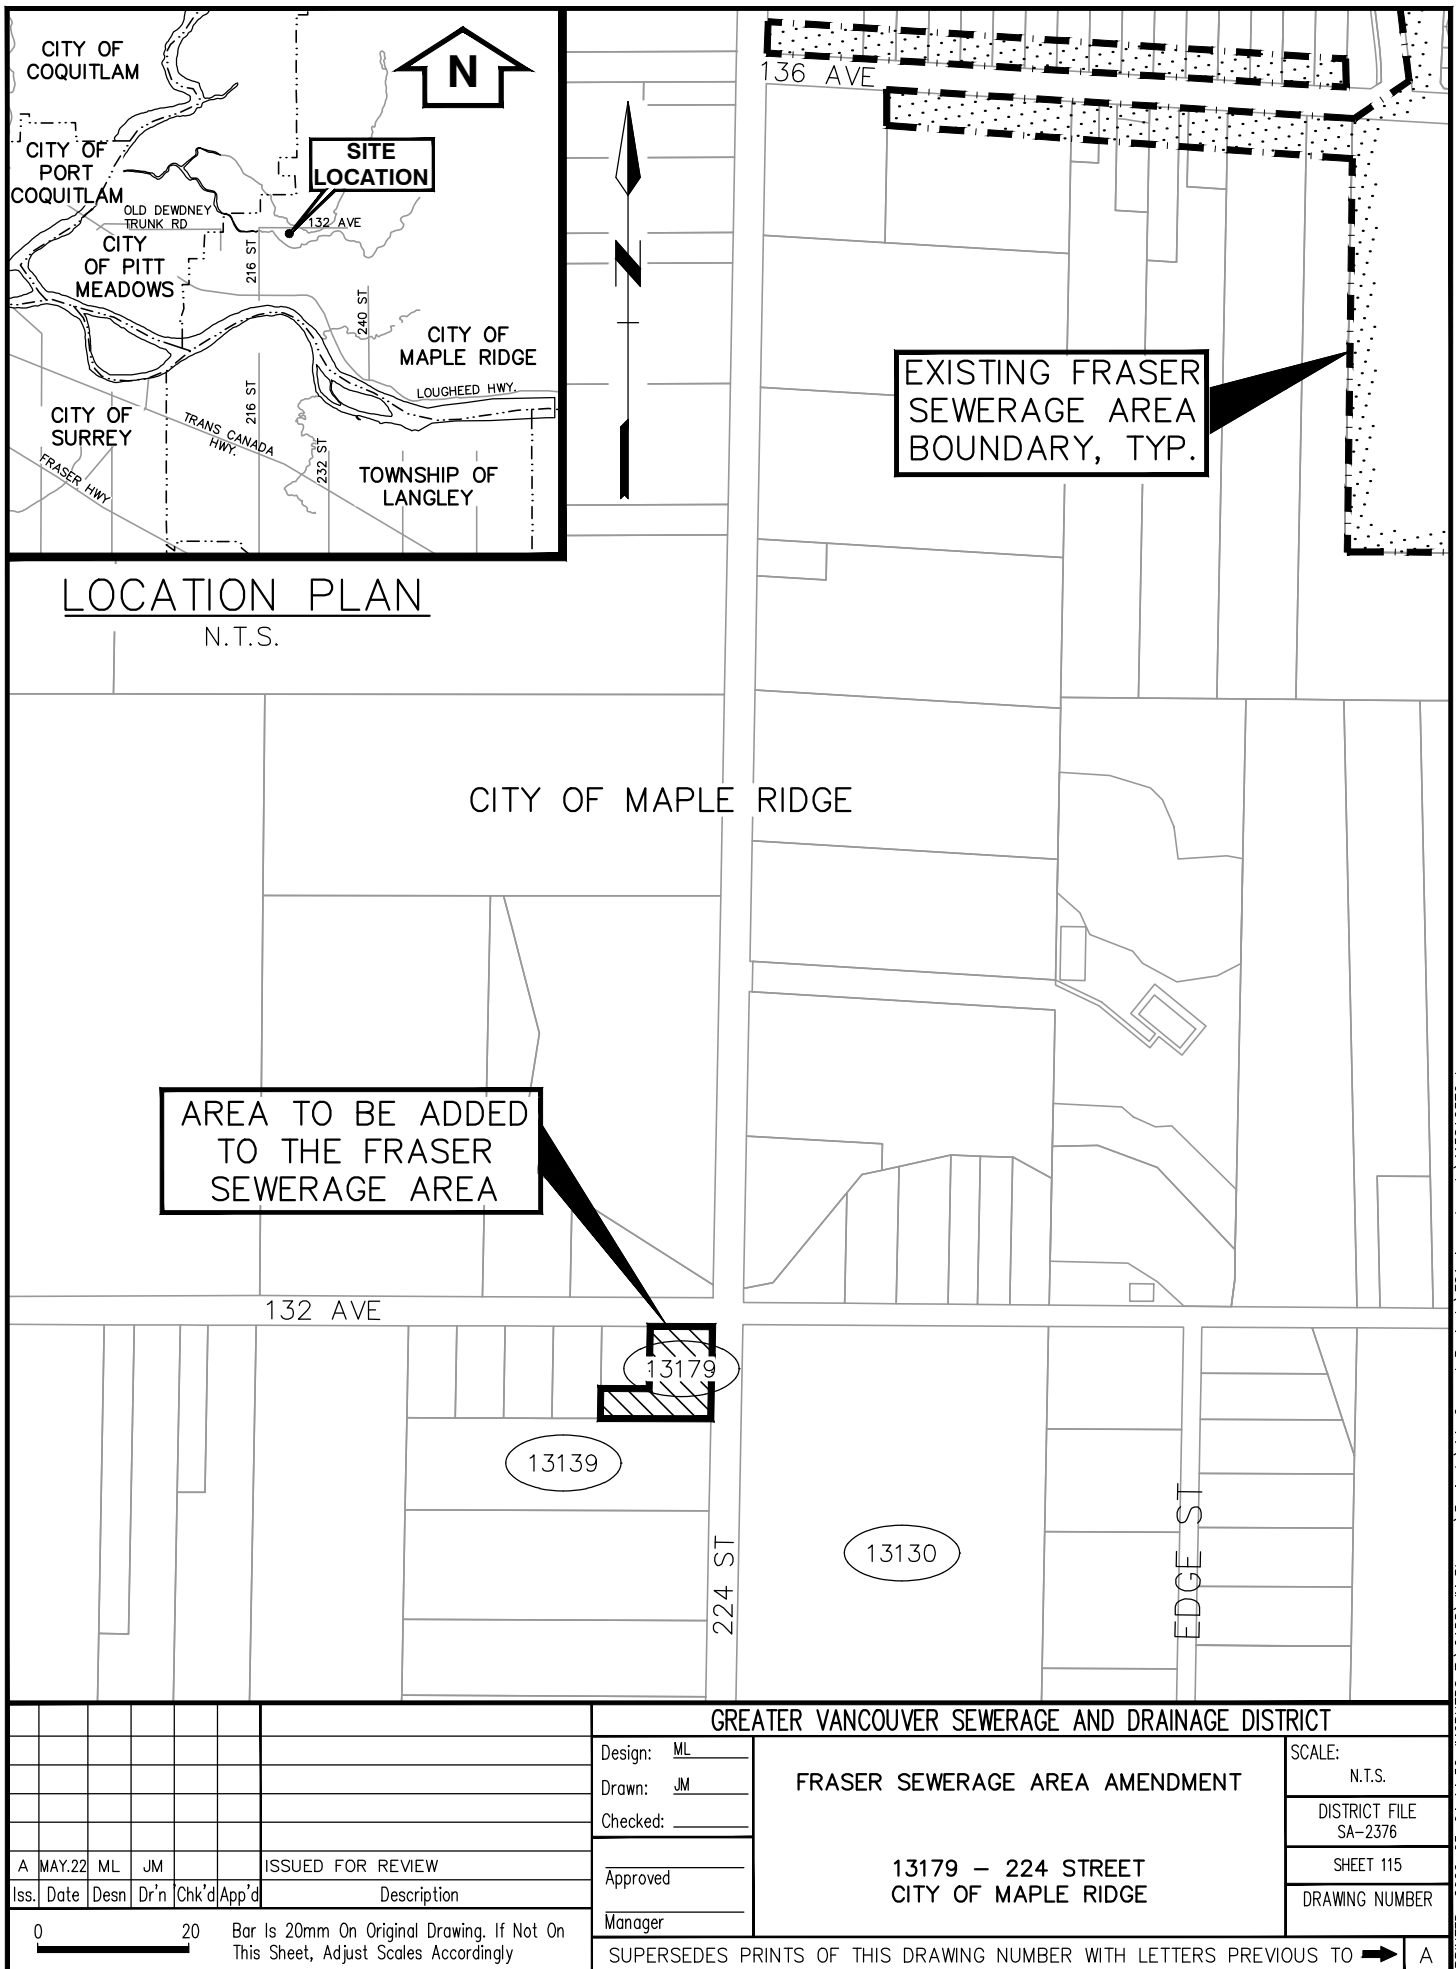 CITY OF
COQUITLAM
N
CITY OF
PORT
COQUITLAM
SITE
LOCATION
OLD DEWDNEY
TRUNK RD
132 AVE
CITY
OF PITT
MEADOWS
216 ST
240 ST
CITY OF
MAPLE RIDGE
LOUGHEED HWY.
CITY OF
SURREY
216 ST
TRANS CANADA
HWY.
232 ST
FRASER HWY
TOWNSHIP OF
LANGLEY
LOCATION PLAN
N.T.S.
N
136 AVE
EXISTING FRASER
SEWERAGE AREA
BOUNDARY, TYP.
CITY OF MAPLE RIDGE
AREA TO BE ADDED
TO THE FRASER
SEWERAGE AREA
132 AVE
13179
13139
13130
224 ST
EDGE ST
GREATER VANCOUVER SEWERAGE AND DRAINAGE DISTRICT
Design: ML
Drawn: JM
Checked:
Approved
Manager
FRASER SEWERAGE AREA AMENDMENT
13179 – 224 STREET
CITY OF MAPLE RIDGE
SCALE:
N.T.S.
DISTRICT FILE
SA–2376
SHEET 115
DRAWING NUMBER
A MAY.22 ML JM ISSUED FOR REVIEW
Iss. Date Desn Dr'n Chk'd App'd Description
0 20
Bar Is 20mm On Original Drawing. If Not On
This Sheet, Adjust Scales Accordingly
SUPERSEDES PRINTS OF THIS DRAWING NUMBER WITH LETTERS PREVIOUS TO A